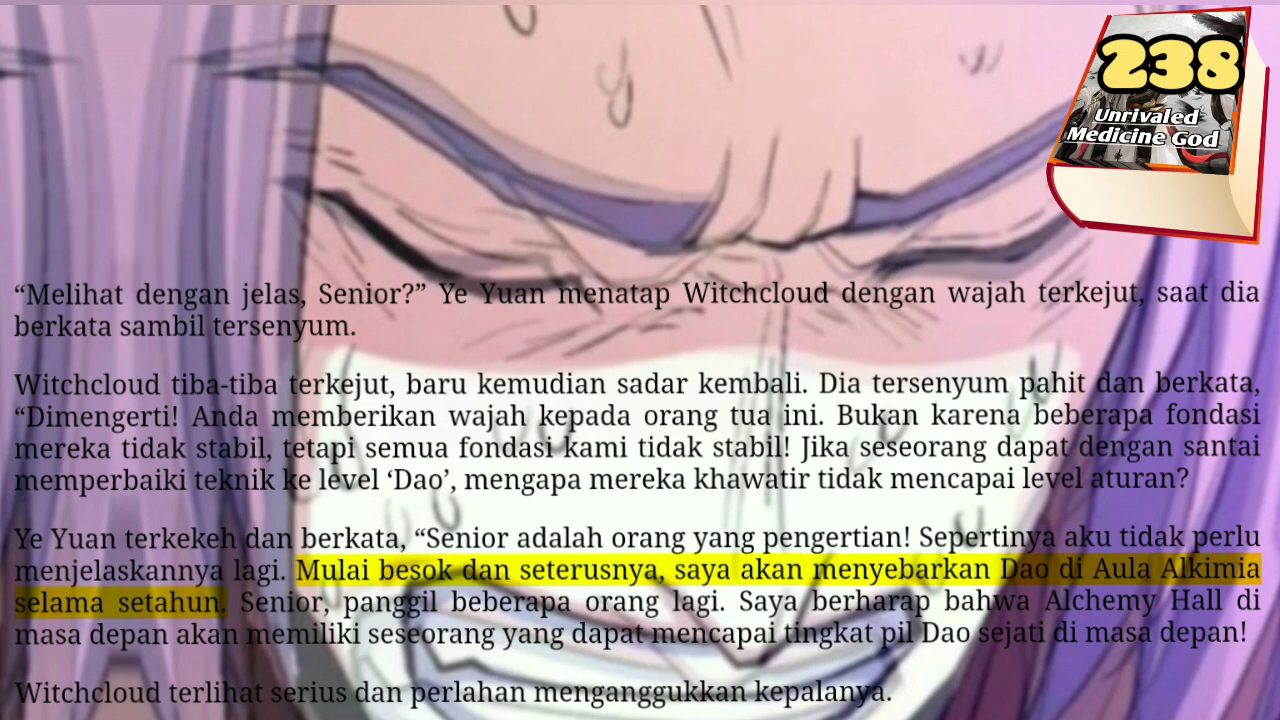 238
Unrivaled
Medicine God
“Melihat dengan jelas, Senior?” Ye Yuan menatap Witchcloud dengan wajah terkejut, saat dia
berkata sambil tersenyum.
Witchcloud tiba-tiba terkejut, baru kemudian sadar kembali. Dia tersenyum pahit dan berkata,
“Dimengerti! Anda memberikan wajah kepada orang tua ini. Bukan karena beberapa fondasi
mereka tidak stabil, tetapi semua fondasi kami tidak stabil! Jika seseorang dapat dengan santai
memperbaiki teknik ke level ‘Dao’, mengapa mereka khawatir tidak mencapai level aturan?
Ye Yuan terkekeh dan berkata, “Senior adalah orang yang pengertian! Sepertinya aku tidak perlu
menjelaskannya lagi. Mulai besok dan seterusnya, saya akan menyebarkan Dao di Aula Alkimia
selama setahun. Senior, panggil beberapa orang lagi. Saya berharap bahwa Alchemy Hall di
masa depan akan memiliki seseorang yang dapat mencapai tingkat pil Dao sejati di masa depan!
Witchcloud terlihat serius dan perlahan menganggukkan kepalanya.